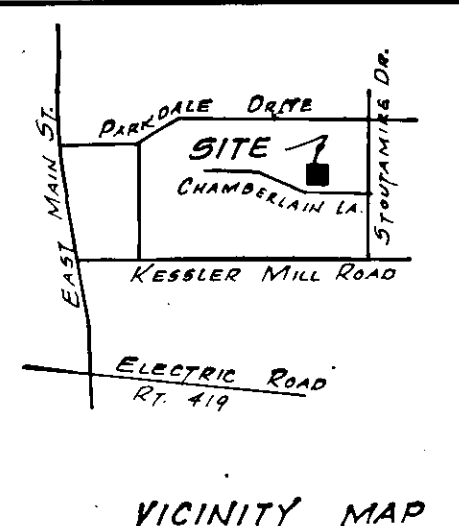 PARKDALE DRIVE
STOUTAMIRE DR.
SITE
CHAMBERLAIN LA.
EAST MAIN ST.
KESSLER MILL ROAD
ELECTRIC ROAD
RT. 419
VICINITY MAP